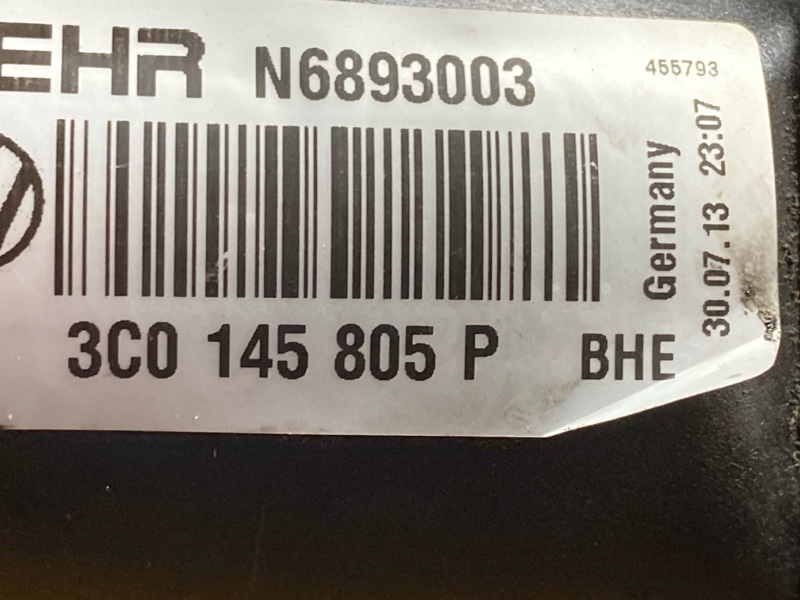 EHR N6893003
455793
3C0 145 805 P BHE
Germany
30.07.13 23:07